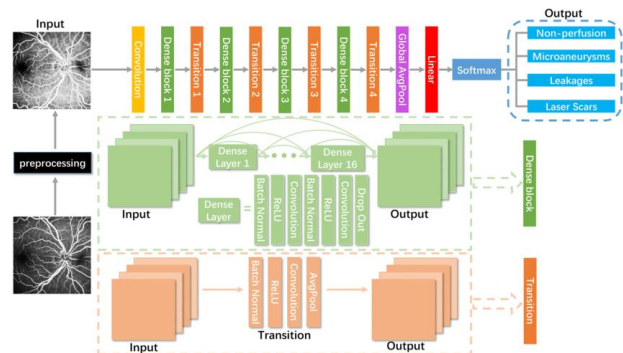 Input
Output
Convolution
Dense block 1
Transition 1
Dense block 2
Transition 2
Dense block 3
Transition 3
Dense block 4
Transition 4
Global AvgPool
Linear
Softmax
Non-perfusion
Microaneurysms
Leakages
Laser Scars
preprocessing
Dense
Layer 1
Dense
Layer 16
Input
Output
Dense
Layer
=
Batch Normal
ReLU
Convolution
Batch Normal
ReLU
Convolution
Drop Out
Dense block
Batch Normal
ReLU
Convolution
AvgPool
Input
Transition
Output
Transition